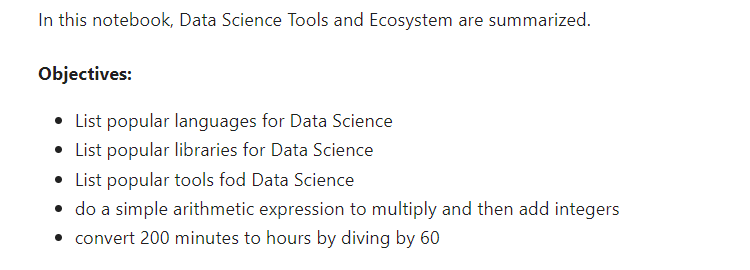 In this notebook, Data Science Tools and Ecosystem are summarized.
Objectives:
• List popular languages for Data Science
• List popular libraries for Data Science
• List popular tools fod Data Science
• do a simple arithmetic expression to multiply and then add integers
• convert 200 minutes to hours by diving by 60